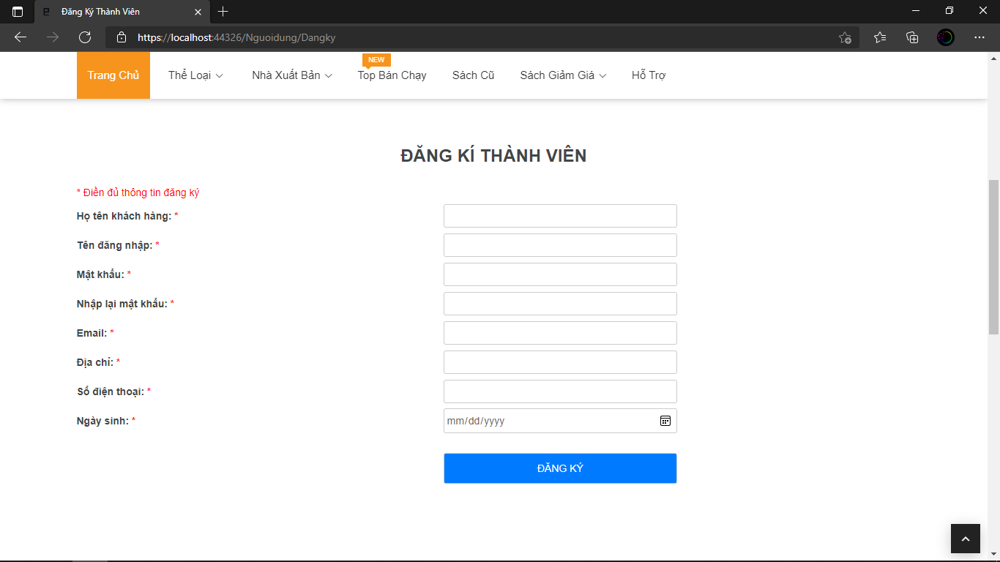 Đăng Ký Thành Viên
https://localhost:44326/Nguoidung/Dangky
NEW
Trang Chủ Thể Loại Nhà Xuất Bản Top Bán Chạy Sách Cũ Sách Giảm Giá Hỗ Trợ
ĐĂNG KÍ THÀNH VIÊN
* Điền đủ thông tin đăng ký
Họ tên khách hàng: *
Tên đăng nhập: *
Mật khẩu: *
Nhập lại mật khẩu: *
Email: *
Địa chỉ: *
Số điện thoại: *
Ngày sinh: * mm/dd/yyyy
ĐĂNG KÝ